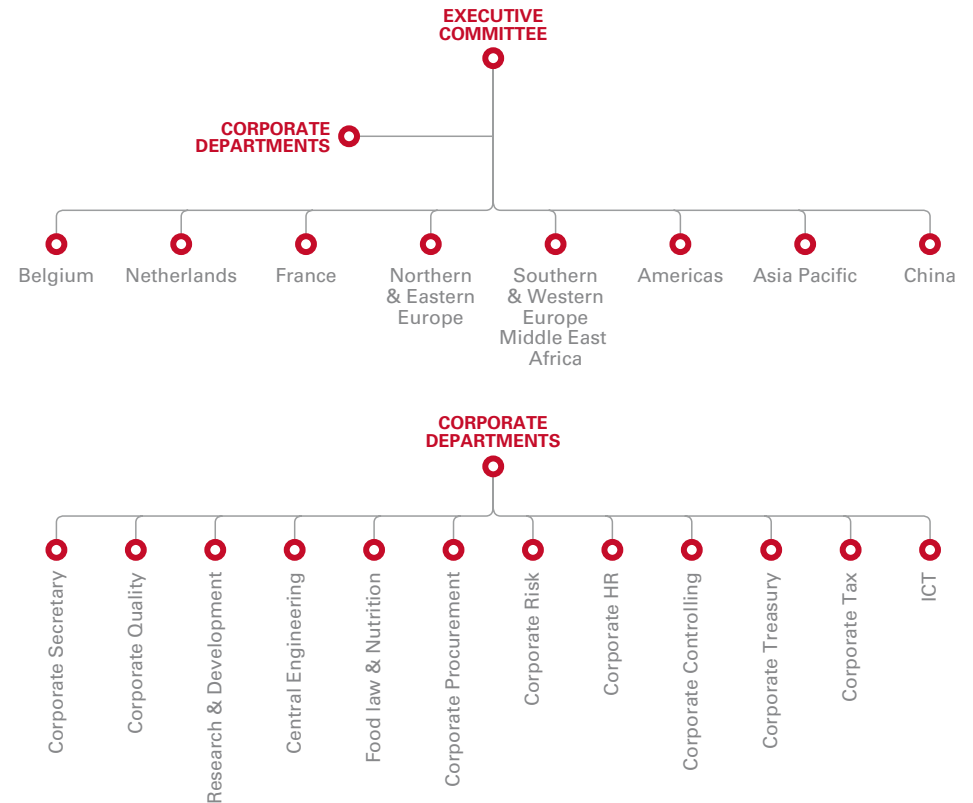 EXECUTIVE
COMMITTEE
CORPORATE
DEPARTMENTS
Belgium
Netherlands
France
Northern
& Eastern
Europe
Southern
& Western
Europe
Middle East
Africa
Americas
Asia Pacific
China
CORPORATE
DEPARTMENTS
Corporate Secretary
Corporate Quality
Research & Development
Central Engineering
Food law & Nutrition
Corporate Procurement
Corporate Risk
Corporate HR
Corporate Controlling
Corporate Treasury
Corporate Tax
ICT